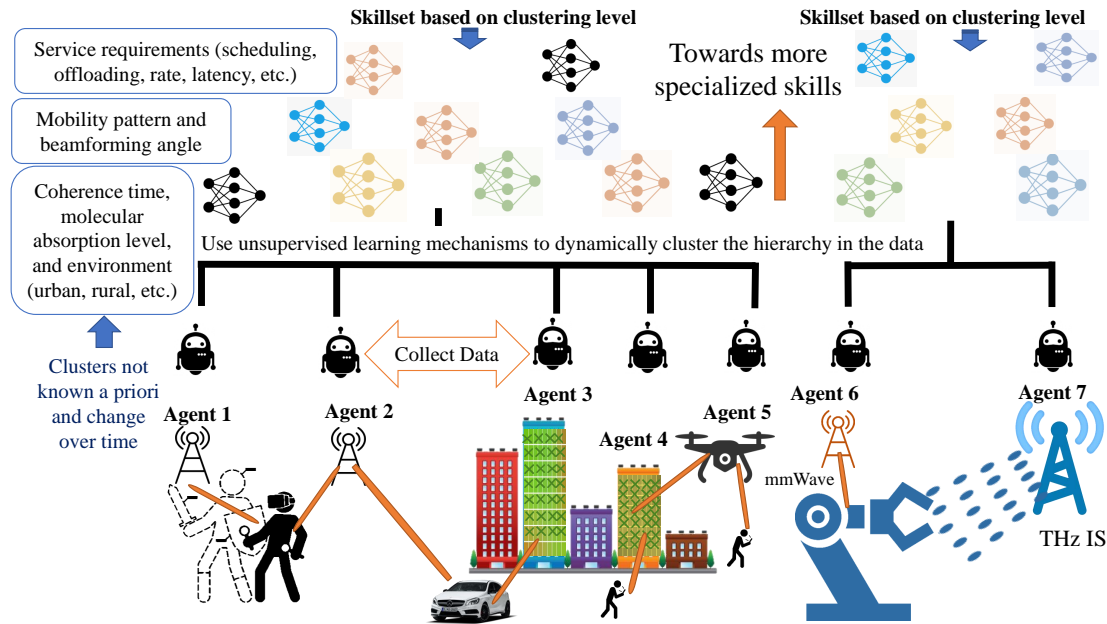 Skillset based on clustering level
Skillset based on clustering level
Service requirements (scheduling,
offloading, rate, latency, etc.)
Towards more
specialized skills
Mobility pattern and
beamforming angle
Coherence time,
molecular
absorption level,
and environment
(urban, rural, etc.)
Use unsupervised learning mechanisms to dynamically cluster the hierarchy in the data
Clusters not
known a priori
and change
over time
Collect Data
Agent 1
Agent 2
Agent 3
Agent 4
Agent 5
Agent 6
Agent 7
mmWave
THz IS